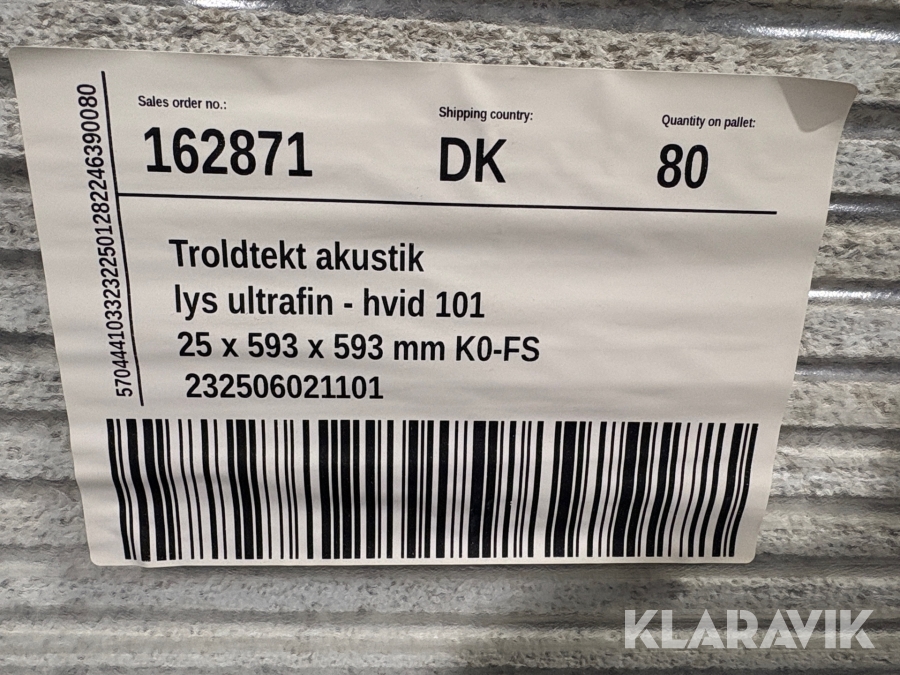 Sales order no.:
162871
Shipping country:
DK
Quantity on pallet:
80
Troldtekt akustik
lys ultrafin - hvid 101
25 x 593 x 593 mm K0-FS
232506021101
57044410332322501282246390080
KLARAVIK